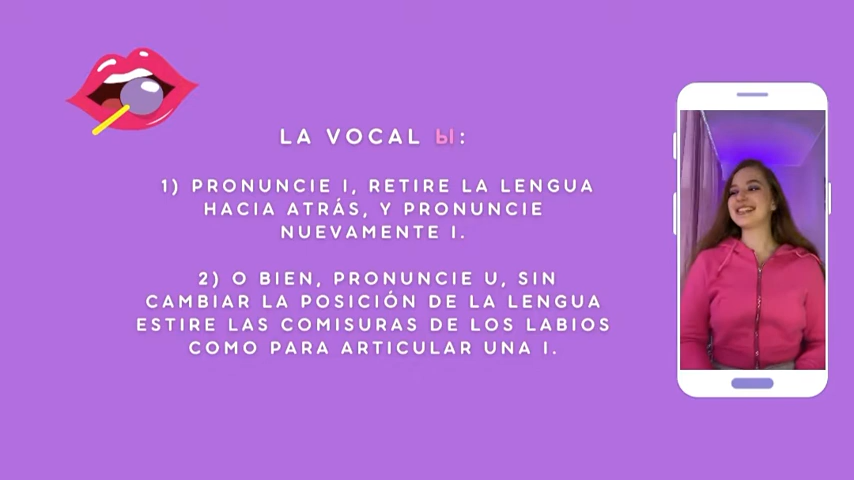 LA VOCAL Ы:
1) PRONUNCIE I, RETIRE LA LENGUA
HACIA ATRÁS, Y PRONUNCIE
NUEVAMENTE I.
2) O BIEN, PRONUNCIE U, SIN
CAMBIAR LA POSICIÓN DE LA LENGUA
ESTIRE LAS COMISURAS DE LOS LABIOS
COMO PARA ARTICULAR UNA I.